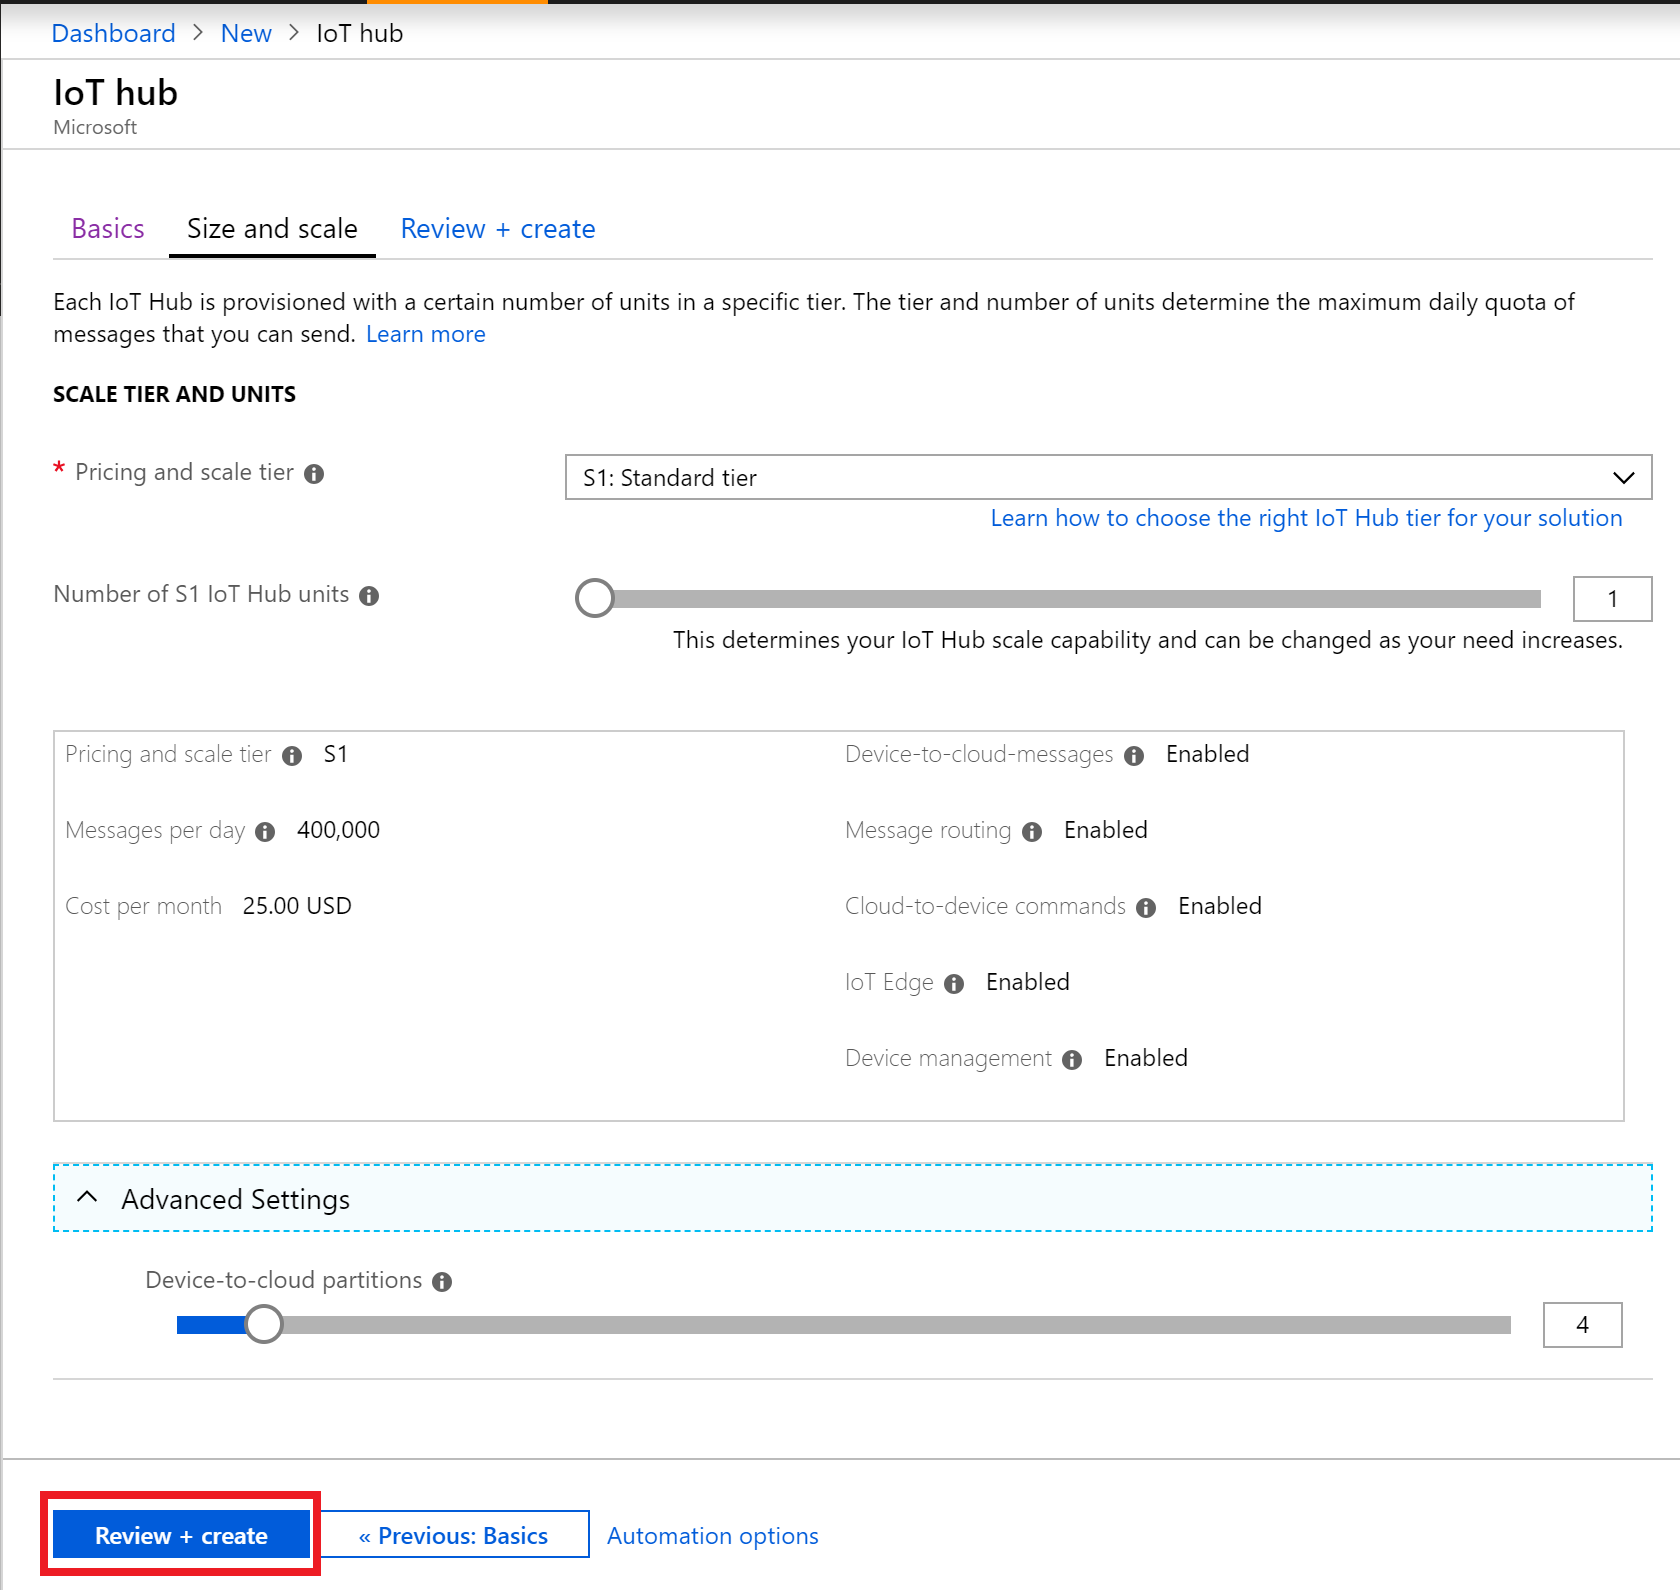 Dashboard > New > IoT hub
IoT hub
Microsoft
Basics Size and scale Review + create
Each IoT Hub is provisioned with a certain number of units in a specific tier. The tier and number of units determine the maximum daily quota of
messages that you can send. Learn more
SCALE TIER AND UNITS
* Pricing and scale tier S1: Standard tier
Learn how to choose the right IoT Hub tier for your solution
Number of S1 IoT Hub units 1
This determines your IoT Hub scale capability and can be changed as your need increases.
Pricing and scale tier S1 Device-to-cloud-messages Enabled
Messages per day 400,000 Message routing Enabled
Cost per month 25.00 USD Cloud-to-device commands Enabled
IoT Edge Enabled
Device management Enabled
Advanced Settings
Device-to-cloud partitions
4
Review + create « Previous: Basics Automation options